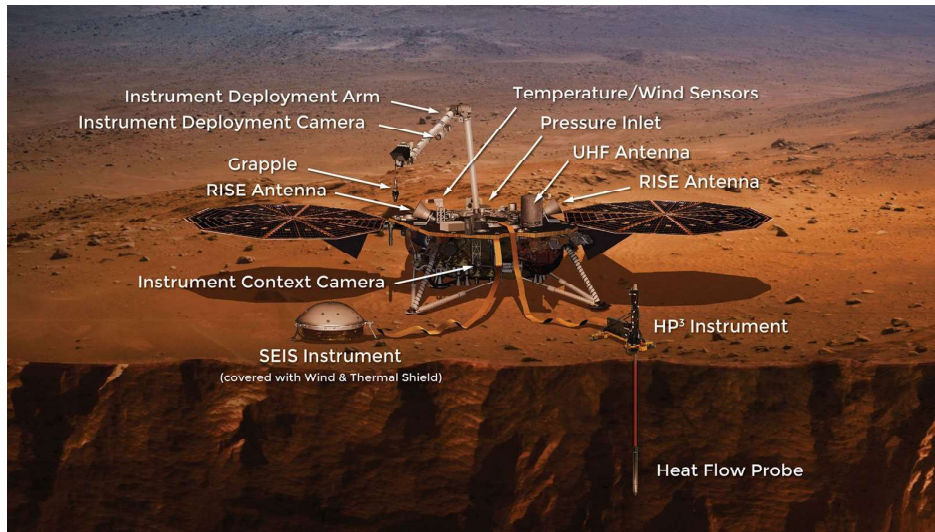 Instrument Deployment Arm
Temperature/Wind Sensors
Instrument Deployment Camera
Pressure Inlet
Grapple
UHF Antenna
RISE Antenna
RISE Antenna
Instrument Context Camera
SEIS Instrument
(covered with Wind & Thermal Shield)
HP³ Instrument
Heat Flow Probe